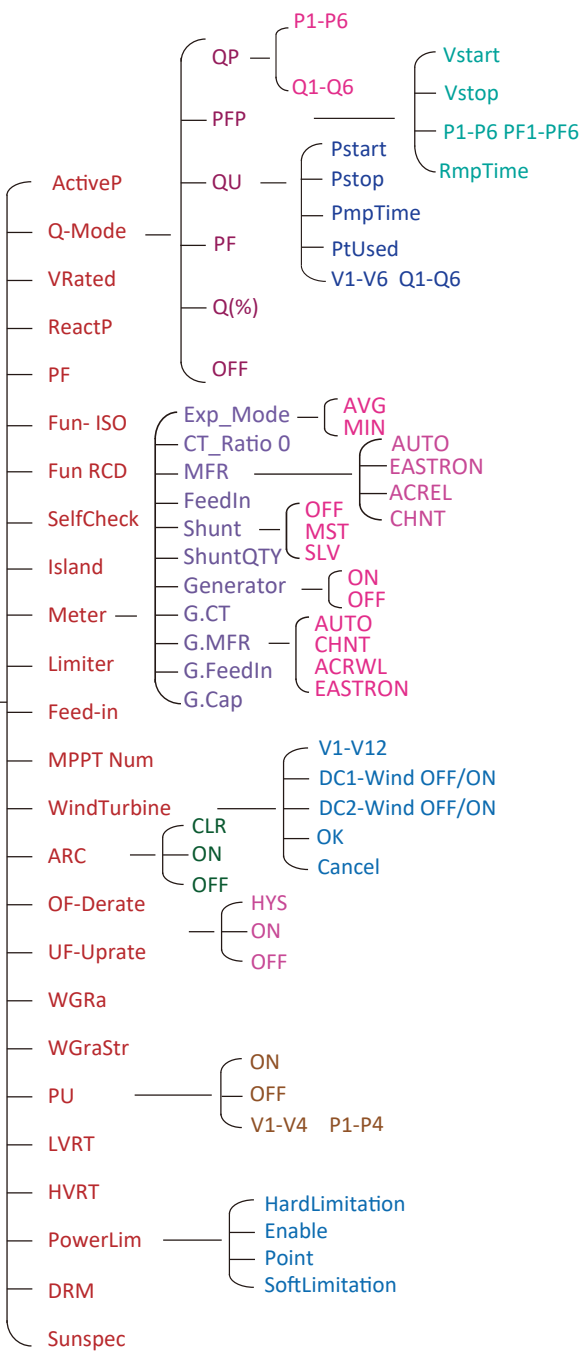 ActiveP
Q-Mode
VRated
ReactP
PF
Fun- ISO
Fun RCD
SelfCheck
Island
Meter
Limiter
Feed-in
MPPT Num
WindTurbine
ARC
OF-Derate
UF-Uprate
WGRa
WGraStr
PU
LVRT
HVRT
PowerLim
DRM
Sunspec
QP
PFP
QU
PF
Q(%)
OFF
P1-P6
Q1-Q6
Vstart
Vstop
P1-P6 PF1-PF6
RmpTime
Pstart
Pstop
PmpTime
PtUsed
V1-V6 Q1-Q6
Exp_Mode
CT_Ratio 0
MFR
FeedIn
Shunt
ShuntQTY
Generator
G.CT
G.MFR
G.FeedIn
G.Cap
AVG
MIN
AUTO
EASTRON
ACREL
CHNT
OFF
MST
SLV
ON
OFF
AUTO
CHNT
ACRWL
EASTRON
V1-V12
DC1-Wind OFF/ON
DC2-Wind OFF/ON
OK
Cancel
CLR
ON
OFF
HYS
ON
OFF
ON
OFF
V1-V4 P1-P4
HardLimitation
Enable
Point
SoftLimitation